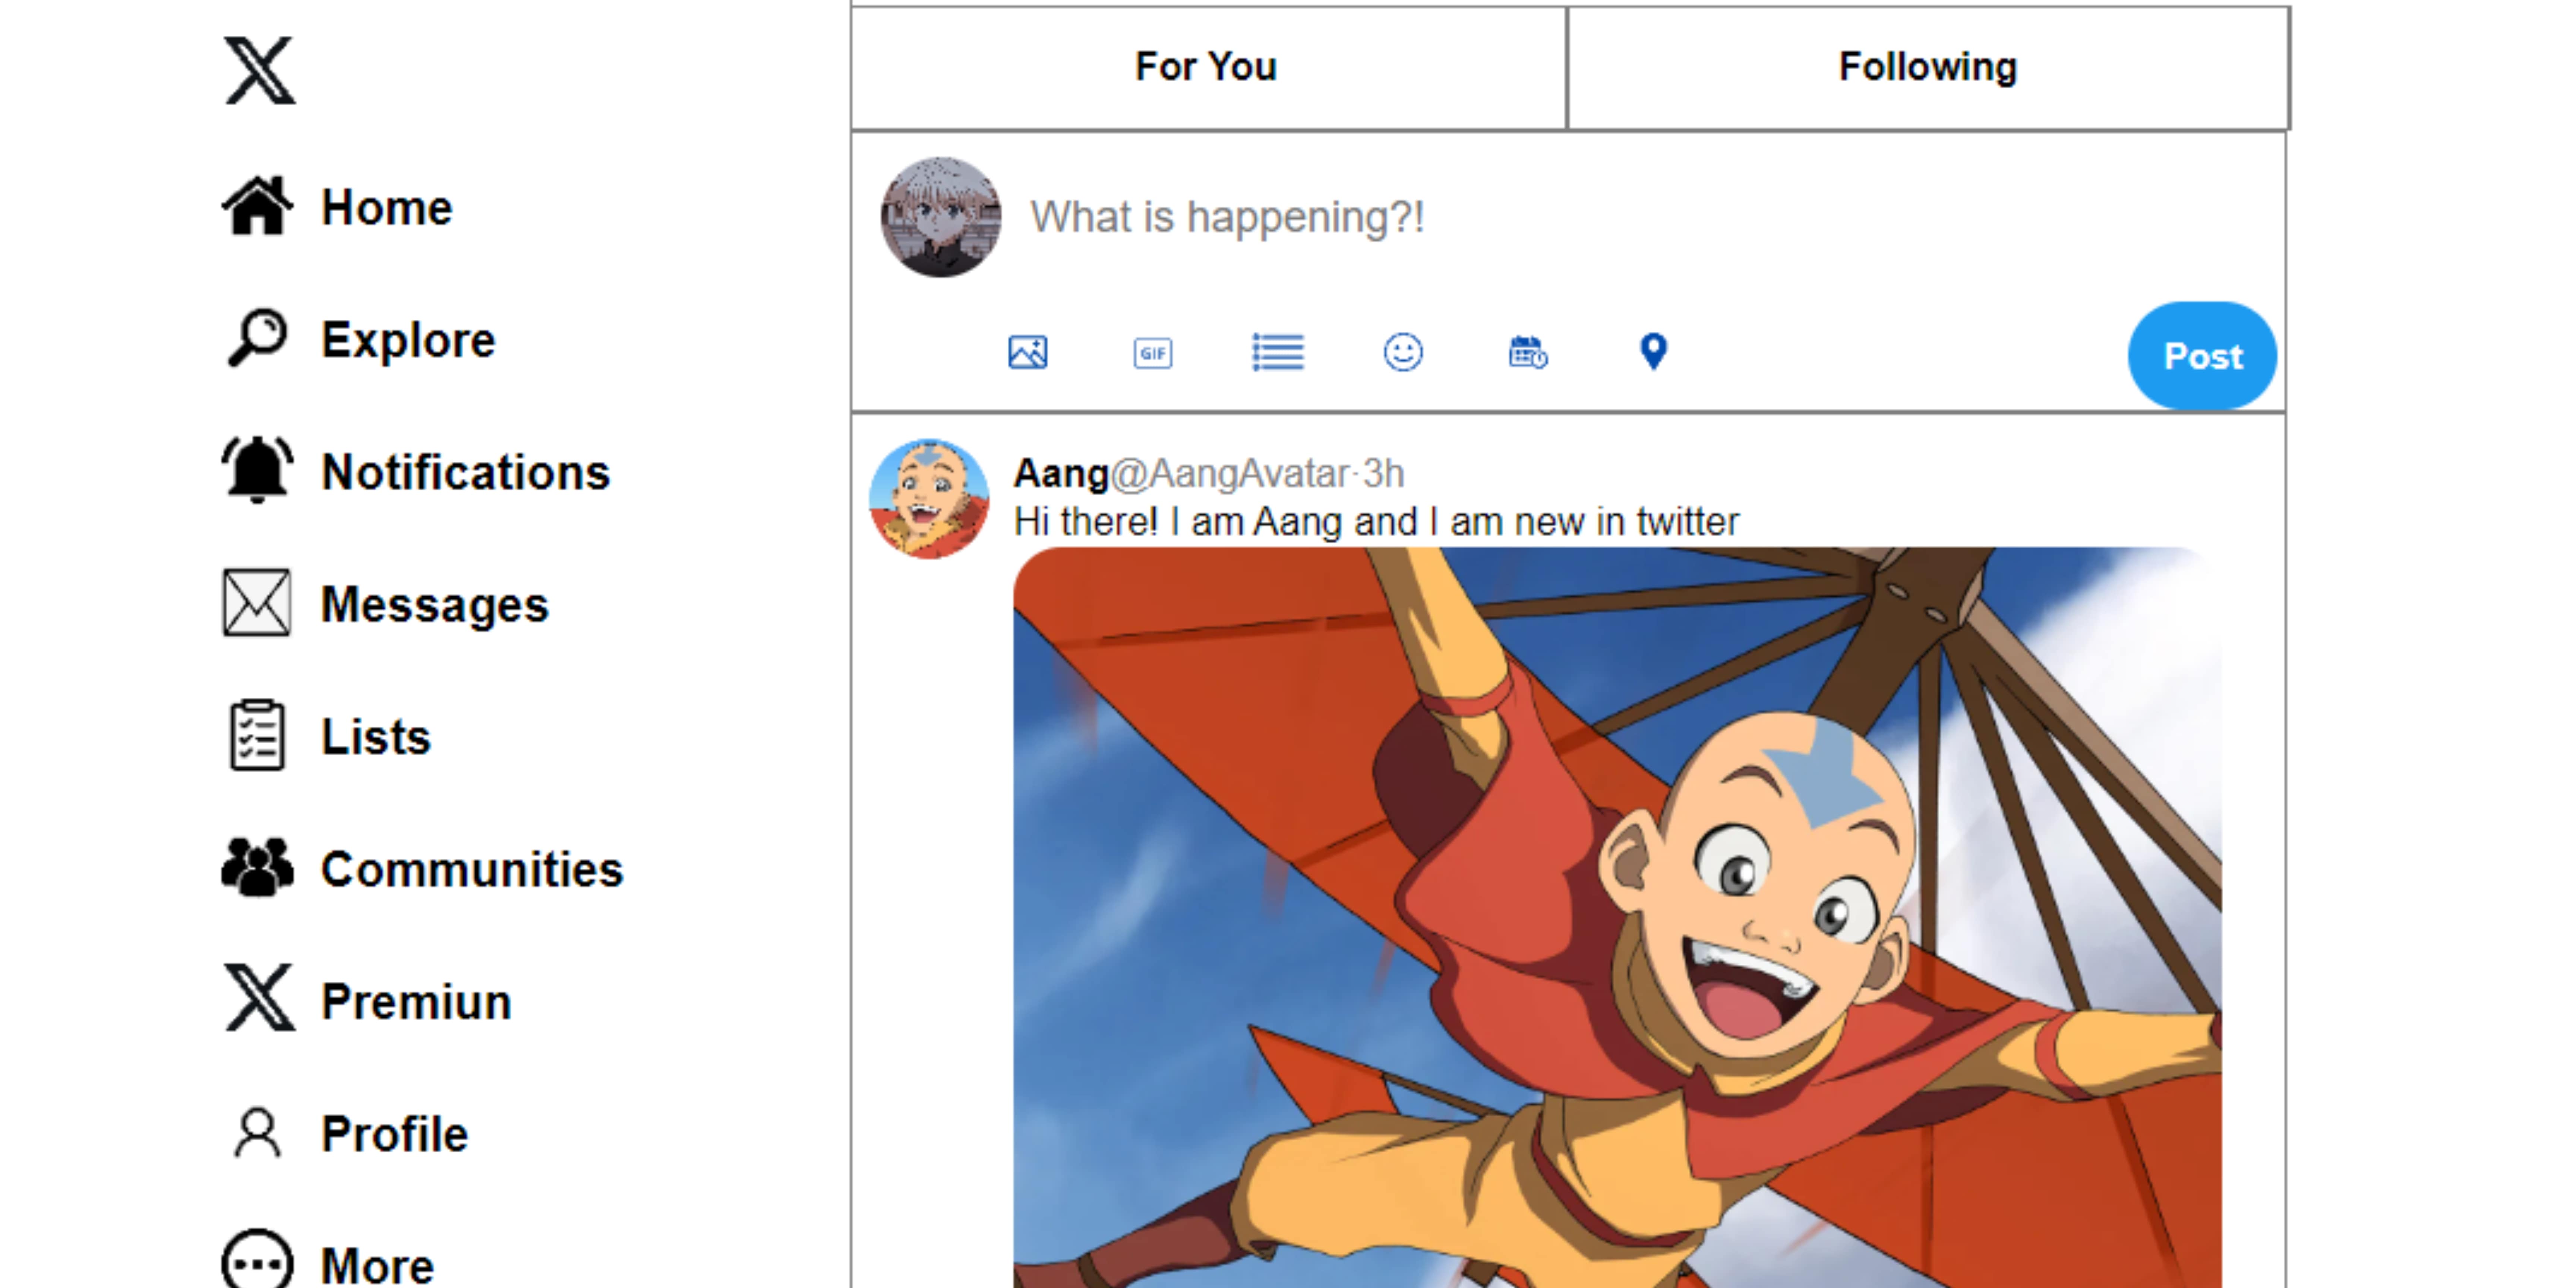 Home
Explore
Notifications
Messages
Lists
Communities
Premiun
Profile
More
For You
Following
What is happening?!
GIF
Post
Aang@AangAvatar·3h
Hi there! I am Aang and I am new in twitter